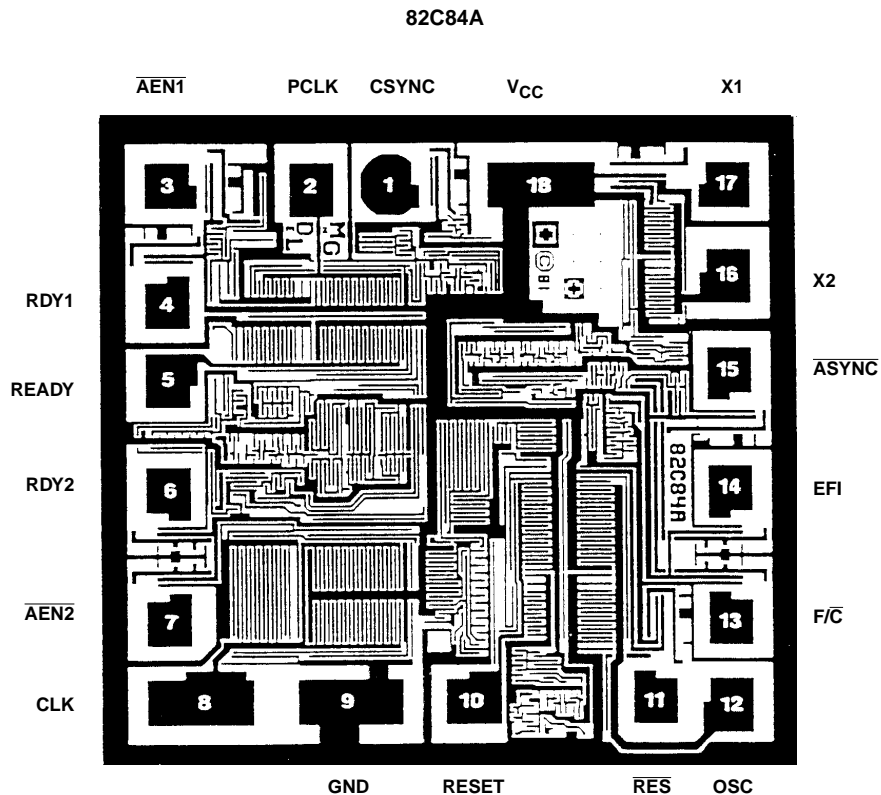 82C84A
AEN1 PCLK CSYNC VCC X1
3 2 1 18 17
D.L M.G
© 81
16 X2
RDY1 4
15 ASYNC
READY 5
82C84A
RDY2 6 14 EFI
AEN2 7 13 F/C
CLK 8 9 10 11 12
GND RESET RES OSC